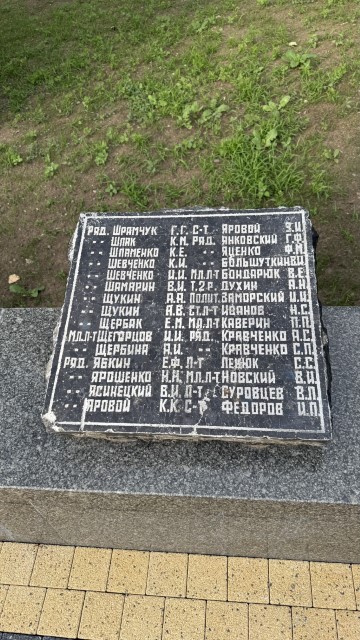 Ряд. Шрамчук Г.Г. С-т Яровой З.И.
·· Шпак К.М. Ряд. Янковский Г.Ф.
·· Шпаменко К.Е. ·· Яценко Ф.М.
·· Шевченко К.И. ·· Большуткин В.И.
·· Шевченко И.И. Мл.л-т Бондарюк В.Е.
·· Шамарин В.И. Т.2р. Духин А.Н.
·· Щукин А.А. Полит. Заморский И.И.
·· Щукин А.В. Ст.л-т Иванов Н.С.
·· Щербак Е.М. Мл.л-т Каверин П.П.
Мл.л-т Щегорцов И.И. Ряд. Кравченко А.С.
·· Щербина А.И. ·· Кравченко С.П.
Ряд. Ябкин Е.Ф. Л-т Лежюк С.С.
·· Ярошенко Н.Н. Мл.л-т Новский В.И.
·· Ясинецкий В.И. Л-т Суровцев В.П.
·· Яровой К.К. С-т Федоров И.П.